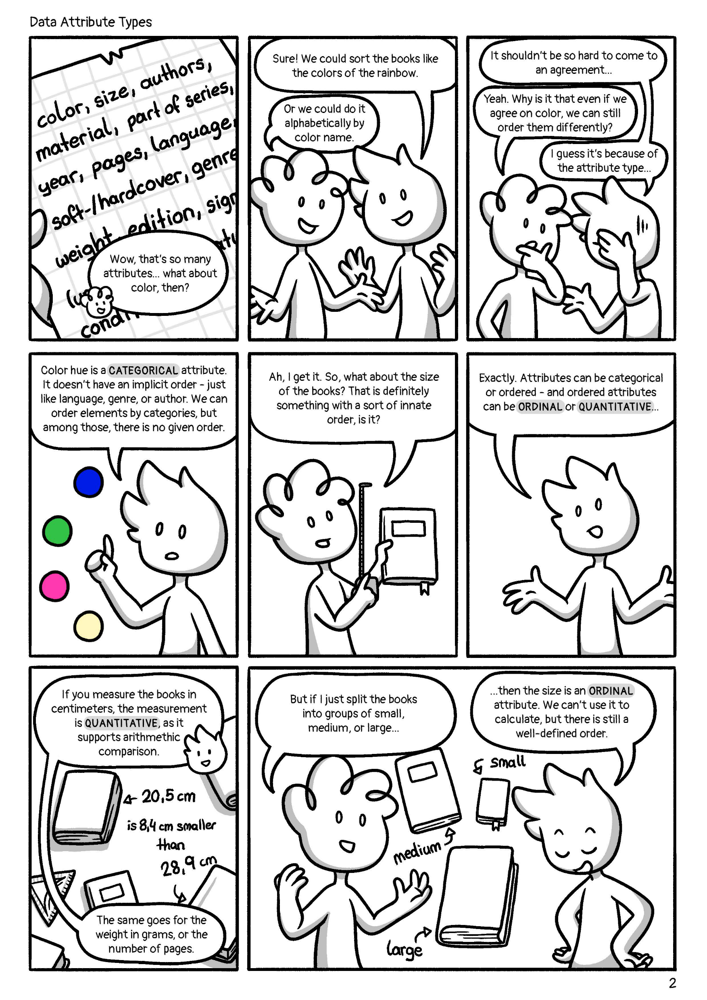 Data Attribute Types
color, size, authors,
material, part of series,
year, pages, language,
soft-/hardcover, genre
weight, edition,
Wow, that's so many
attributes... what about
color, then?
Sure! We could sort the books like
the colors of the rainbow.
Or we could do it
alphabetically by
color name.
It shouldn't be so hard to come to
an agreement...
Yeah. Why is it that even if we
agree on color, we can still
order them differently?
I guess it's because of
the attribute type...
Color hue is a CATEGORICAL attribute.
It doesn't have an implicit order - just
like language, genre, or author. We can
order elements by categories, but
among those, there is no given order.
Ah, I get it. So, what about the size
of the books? That is definitely
something with a sort of innate
order, is it?
Exactly. Attributes can be categorical
or ordered - and ordered attributes
can be ORDINAL or QUANTITATIVE...
If you measure the books in
centimeters, the measurement
is QUANTITATIVE, as it
supports arithmethic
comparison.
20,5 cm
is 8,4 cm smaller
than
28,9 cm
The same goes for the
weight in grams, or the
number of pages.
But if I just split the books
into groups of small,
medium, or large...
...then the size is an ORDINAL
attribute. We can't use it to
calculate, but there is still a
well-defined order.
small
medium
large
2